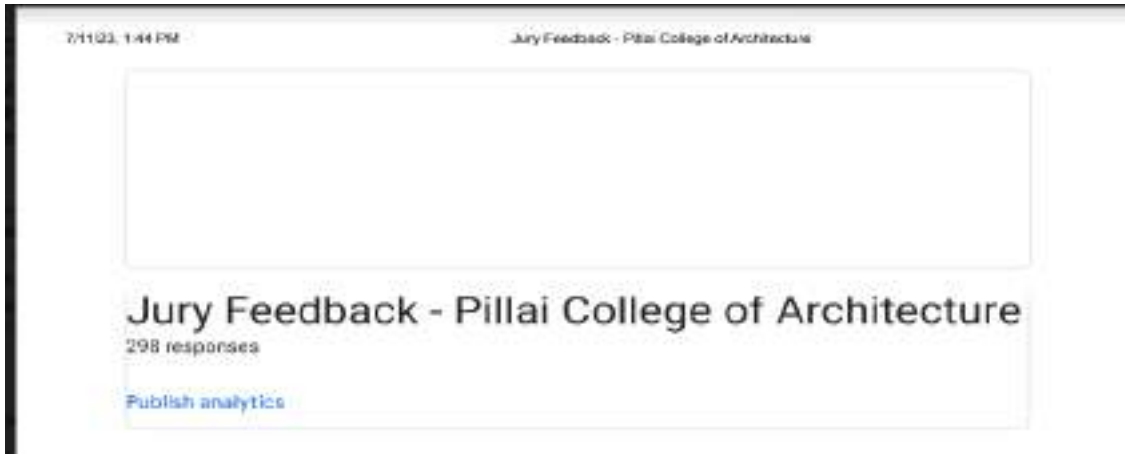 7/11/23, 1:44 PM
Jury Feedback - Pillai College of Architecture
Jury Feedback - Pillai College of Architecture
298 responses
Publish analytics